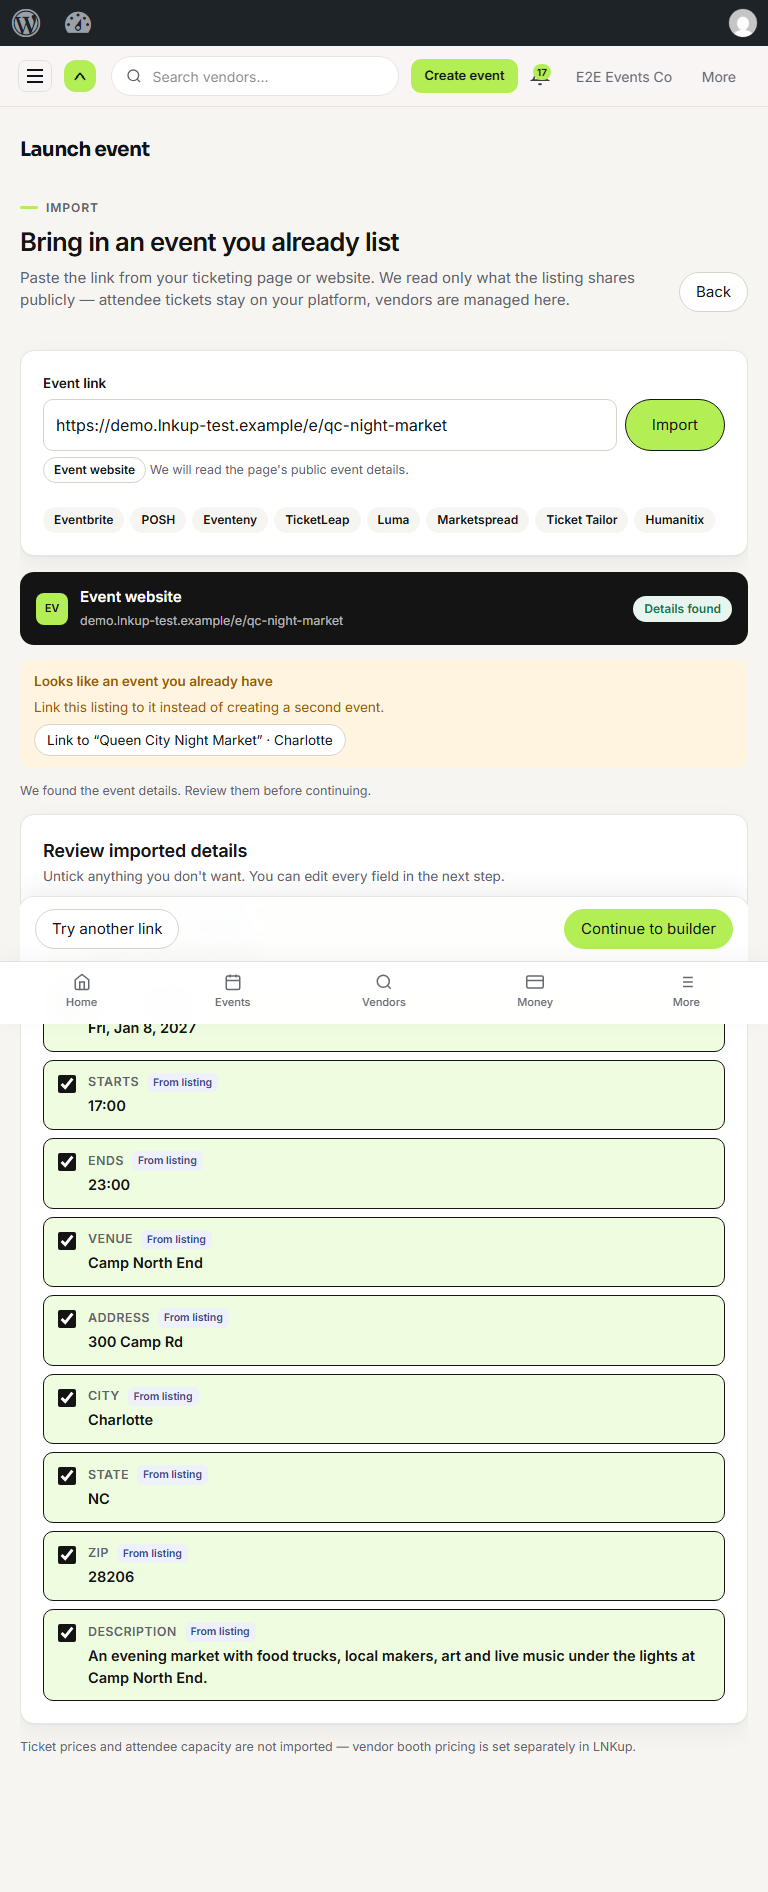 Search vendors...
Create event
17
E2E Events Co
More
Launch event
IMPORT
Bring in an event you already list
Paste the link from your ticketing page or website. We read only what the listing shares
publicly — attendee tickets stay on your platform, vendors are managed here.
Back
Event link
https://demo.lnkup-test.example/e/qc-night-market
Import
Event website
We will read the page's public event details.
Eventbrite
POSH
Eventeny
TicketLeap
Luma
Marketspread
Ticket Tailor
Humanitix
EV
Event website
demo.lnkup-test.example/e/qc-night-market
Details found
Looks like an event you already have
Link this listing to it instead of creating a second event.
Link to “Queen City Night Market” · Charlotte
We found the event details. Review them before continuing.
Review imported details
Untick anything you don't want. You can edit every field in the next step.
Try another link
Continue to builder
Home
Events
Vendors
Money
More
Fri, Jan 8, 2027
STARTS
From listing
17:00
ENDS
From listing
23:00
VENUE
From listing
Camp North End
ADDRESS
From listing
300 Camp Rd
CITY
From listing
Charlotte
STATE
From listing
NC
ZIP
From listing
28206
DESCRIPTION
From listing
An evening market with food trucks, local makers, art and live music under the lights at
Camp North End.
Ticket prices and attendee capacity are not imported — vendor booth pricing is set separately in LNKup.